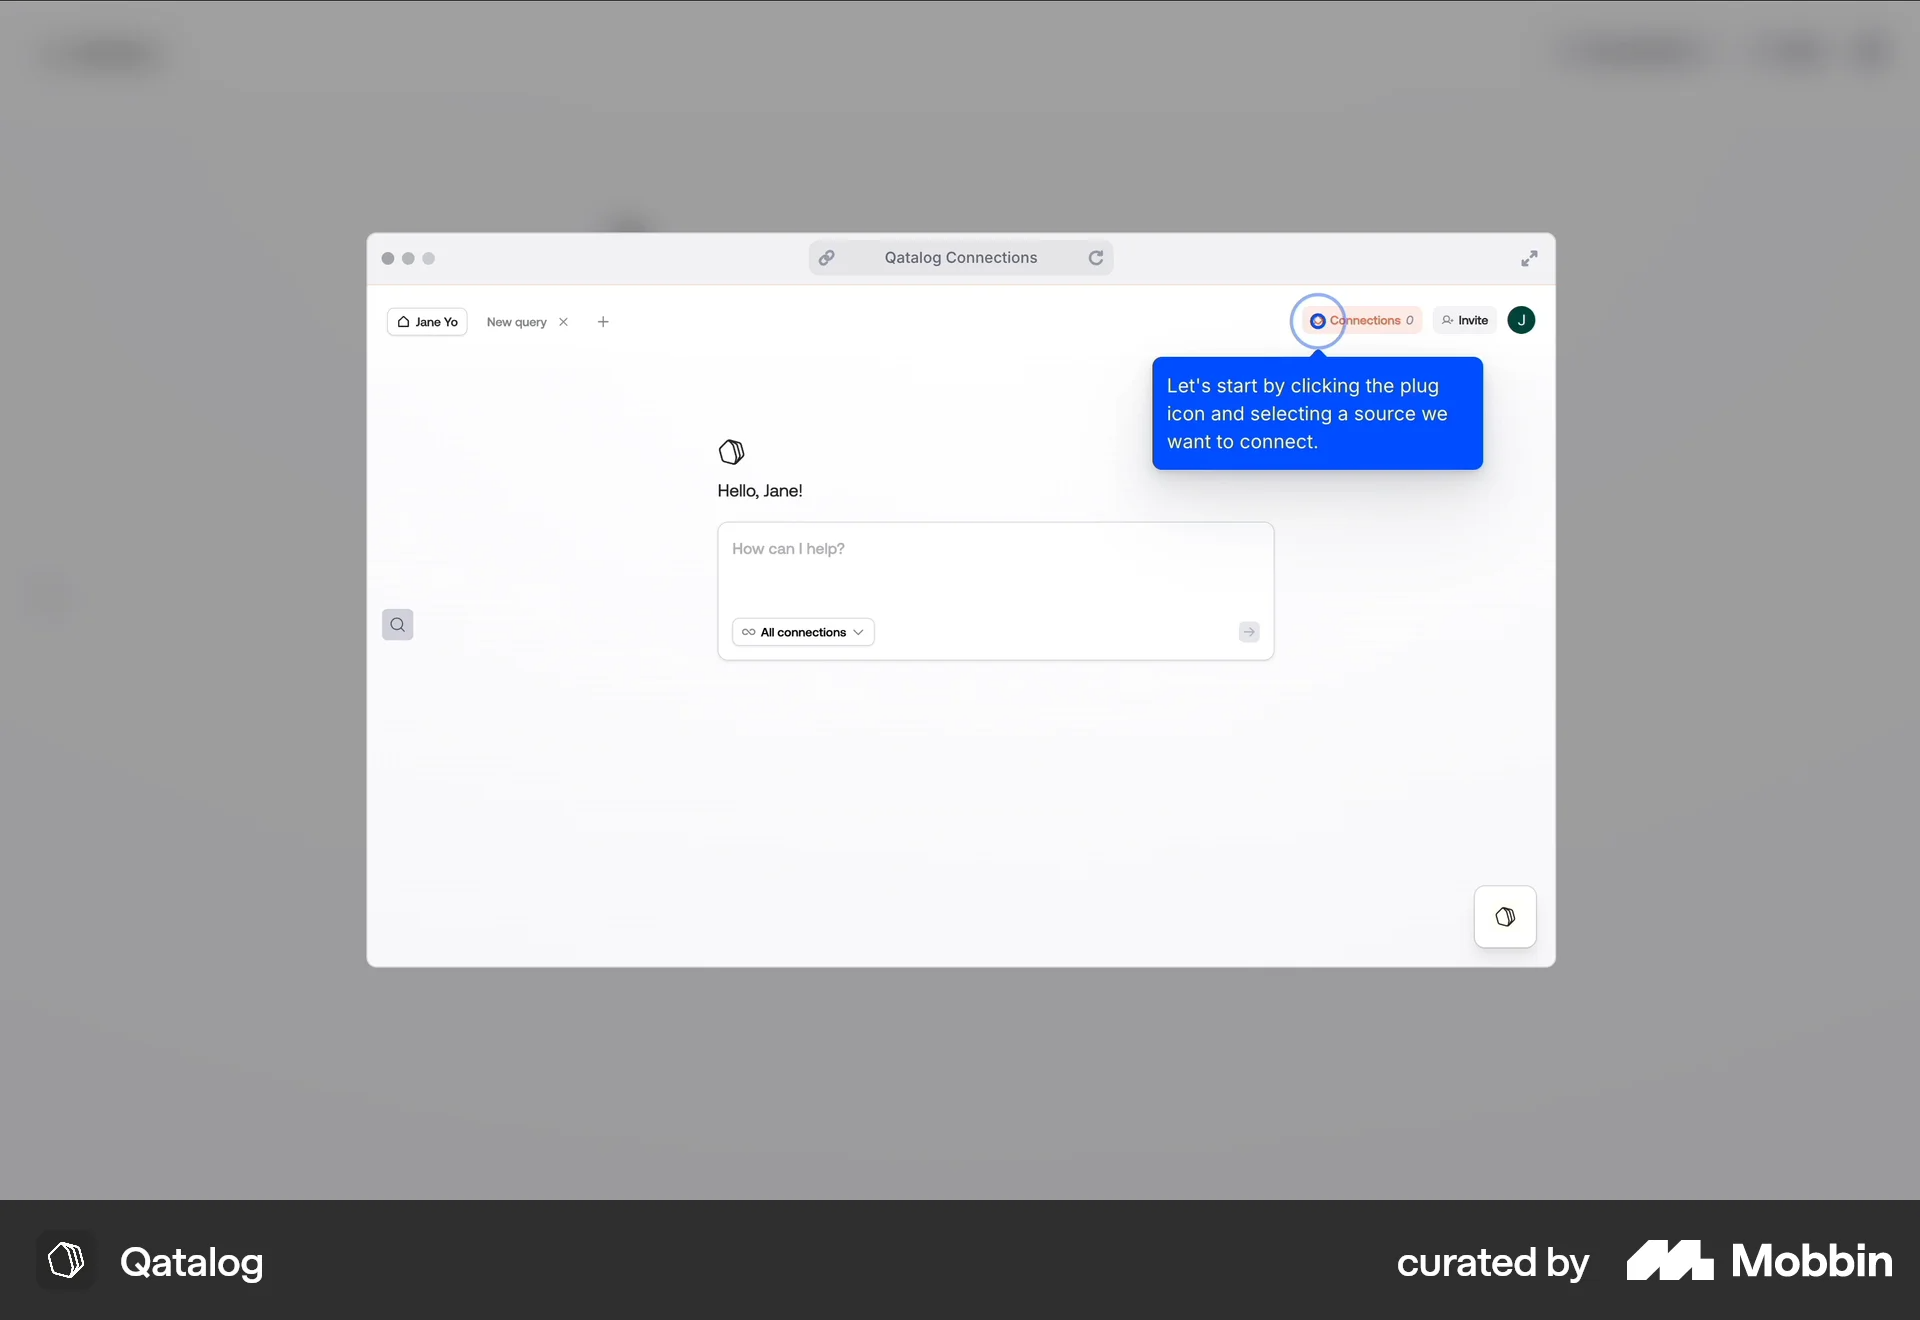 Qatalog Connections
Jane Yo
New query
Connections 0
Invite
J
Let's start by clicking the plug
icon and selecting a source we
want to connect.
Hello, Jane!
How can I help?
All connections
Qatalog
curated by
Mobbin